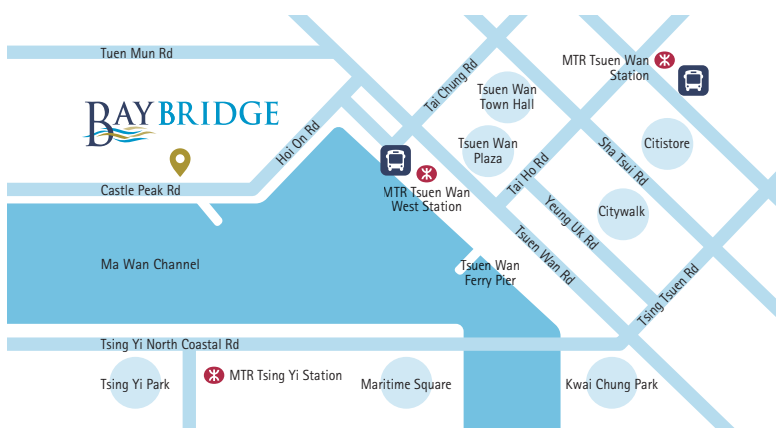 Tuen Mun Rd
MTR Tsuen Wan
Station
Tai Chung Rd
Tsuen Wan
Town Hall
BAYBRIDGE
Hoi On Rd
Tsuen Wan
Plaza
Sha Tsui Rd
Citistore
Tai Ho Rd
Castle Peak Rd
MTR Tsuen Wan
West Station
Yeung Uk Rd
Citywalk
Tsuen Wan Rd
Ma Wan Channel
Tsuen Wan
Ferry Pier
Tsing Tsuen Rd
Tsing Yi North Coastal Rd
Tsing Yi Park
MTR Tsing Yi Station
Maritime Square
Kwai Chung Park